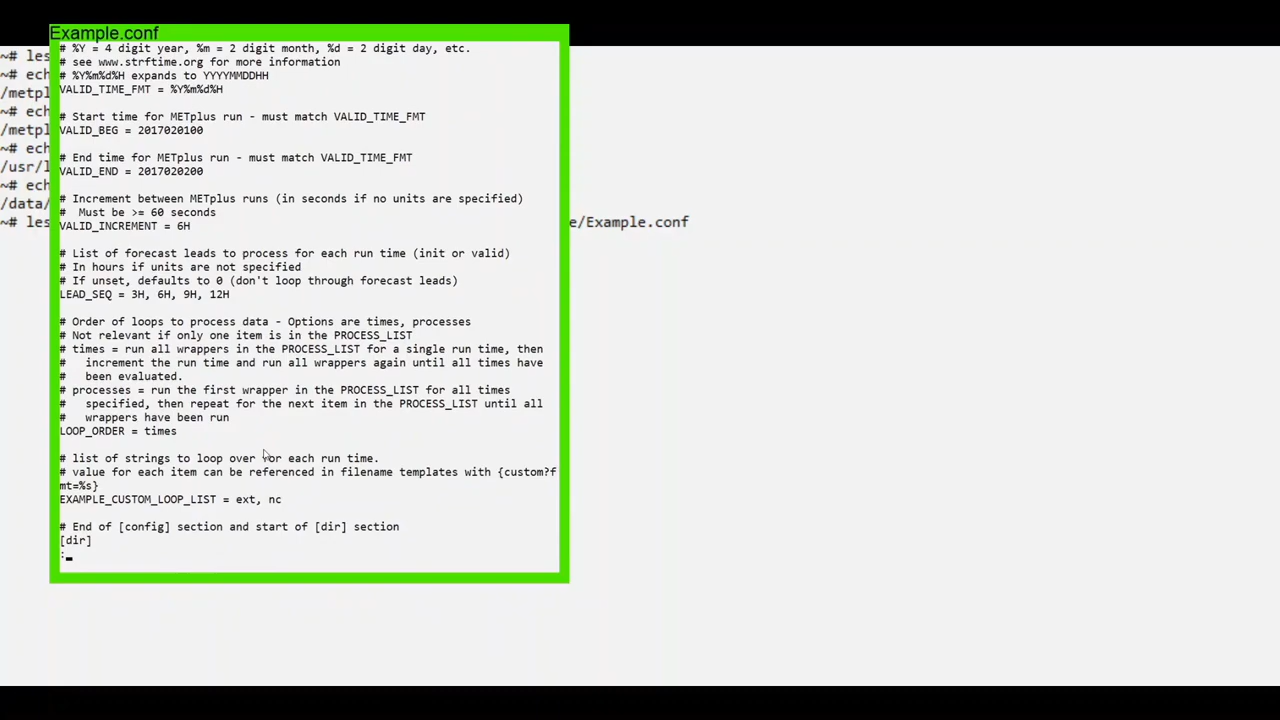 Example.conf
# %Y = 4 digit year, %m = 2 digit month, %d = 2 digit day, etc.
# see www.strftime.org for more information
# %Y%m%d%H expands to YYYYMMDDHH
VALID_TIME_FMT = %Y%m%d%H
# Start time for METplus run - must match VALID_TIME_FMT
VALID_BEG = 2017020100
# End time for METplus run - must match VALID_TIME_FMT
VALID_END = 2017020200
# Increment between METplus runs (in seconds if no units are specified)
#  Must be >= 60 seconds
VALID_INCREMENT = 6H
# List of forecast leads to process for each run time (init or valid)
# In hours if units are not specified
# If unset, defaults to 0 (don't loop through forecast leads)
LEAD_SEQ = 3H, 6H, 9H, 12H
# Order of loops to process data - Options are times, processes
# Not relevant if only one item is in the PROCESS_LIST
# times = run all wrappers in the PROCESS_LIST for a single run time, then
#   increment the run time and run all wrappers again until all times have
#   been evaluated.
# processes = run the first wrapper in the PROCESS_LIST for all times
#   specified, then repeat for the next item in the PROCESS_LIST until all
#   wrappers have been run
LOOP_ORDER = times
# list of strings to loop over for each run time.
# value for each item can be referenced in filename templates with {custom?f
mt=%s}
EXAMPLE_CUSTOM_LOOP_LIST = ext, nc
# End of [config] section and start of [dir] section
[dir]
:
~# les
~# ech
/metpl
~# ech
/metpl
~# ech
/usr/l
~# ech
/data/
~# les
e/Example.conf